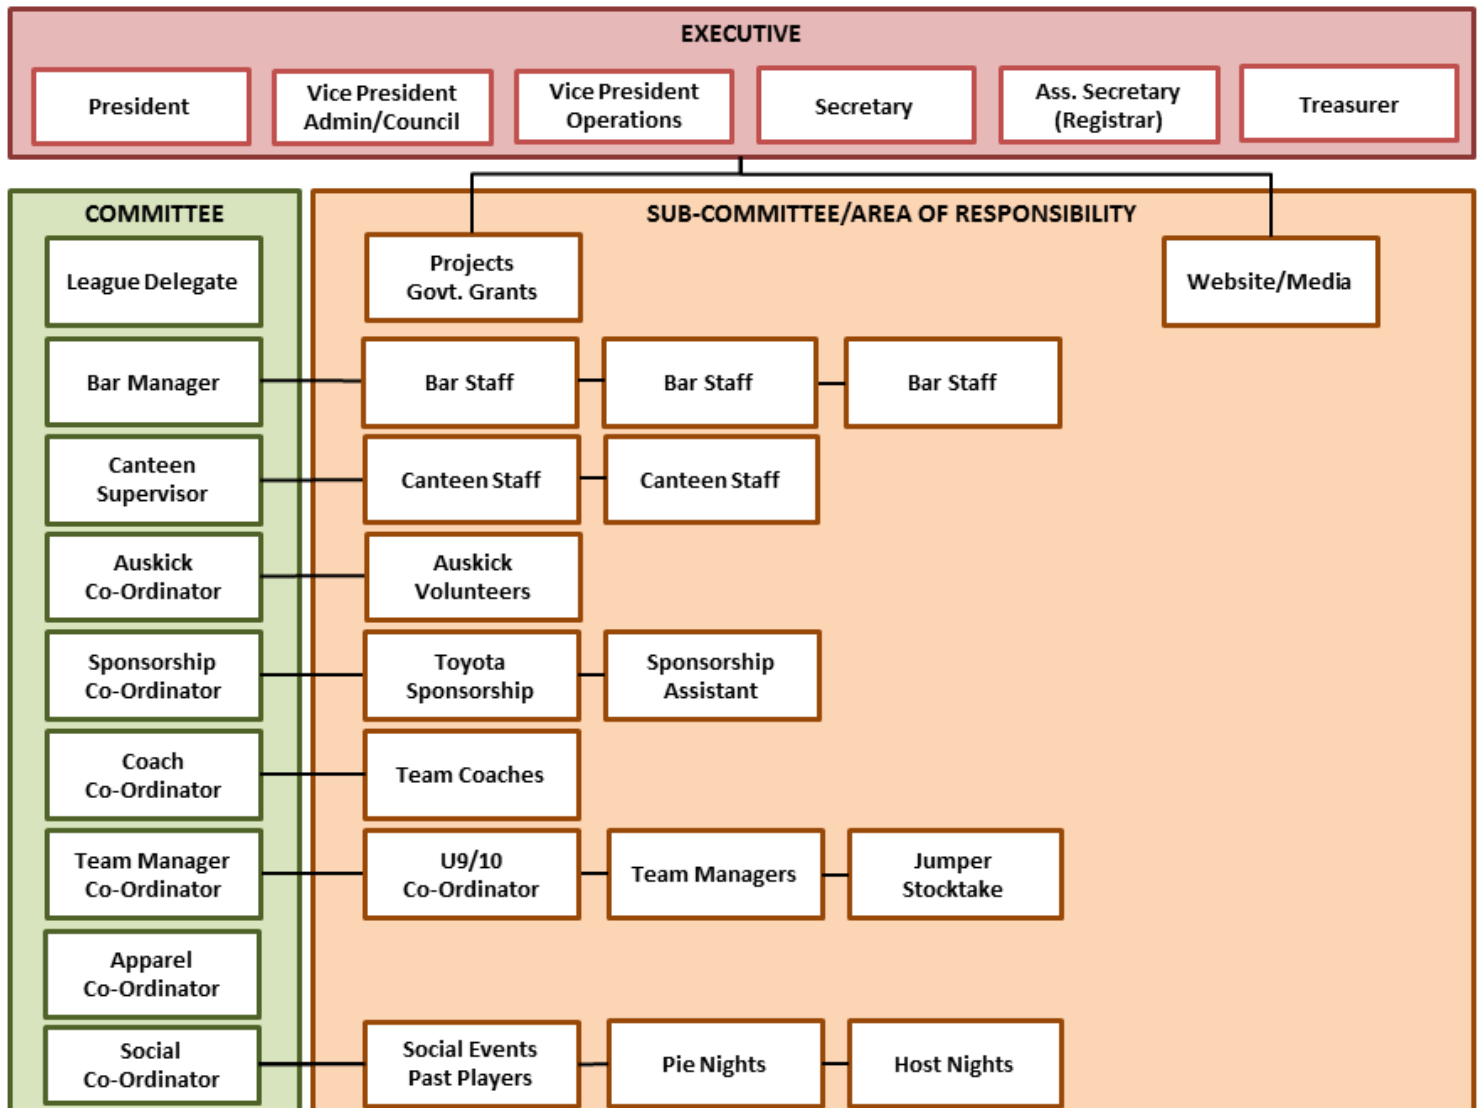 EXECUTIVE
President
Vice President
Admin/Council
Vice President
Operations
Secretary
Ass. Secretary
(Registrar)
Treasurer
COMMITTEE
SUB-COMMITTEE/AREA OF RESPONSIBILITY
League Delegate
Projects
Govt. Grants
Website/Media
Bar Manager
Bar Staff
Bar Staff
Bar Staff
Canteen
Supervisor
Canteen Staff
Canteen Staff
Auskick
Co-Ordinator
Auskick
Volunteers
Sponsorship
Co-Ordinator
Toyota
Sponsorship
Sponsorship
Assistant
Coach
Co-Ordinator
Team Coaches
Team Manager
Co-Ordinator
U9/10
Co-Ordinator
Team Managers
Jumper
Stocktake
Apparel
Co-Ordinator
Social
Co-Ordinator
Social Events
Past Players
Pie Nights
Host Nights